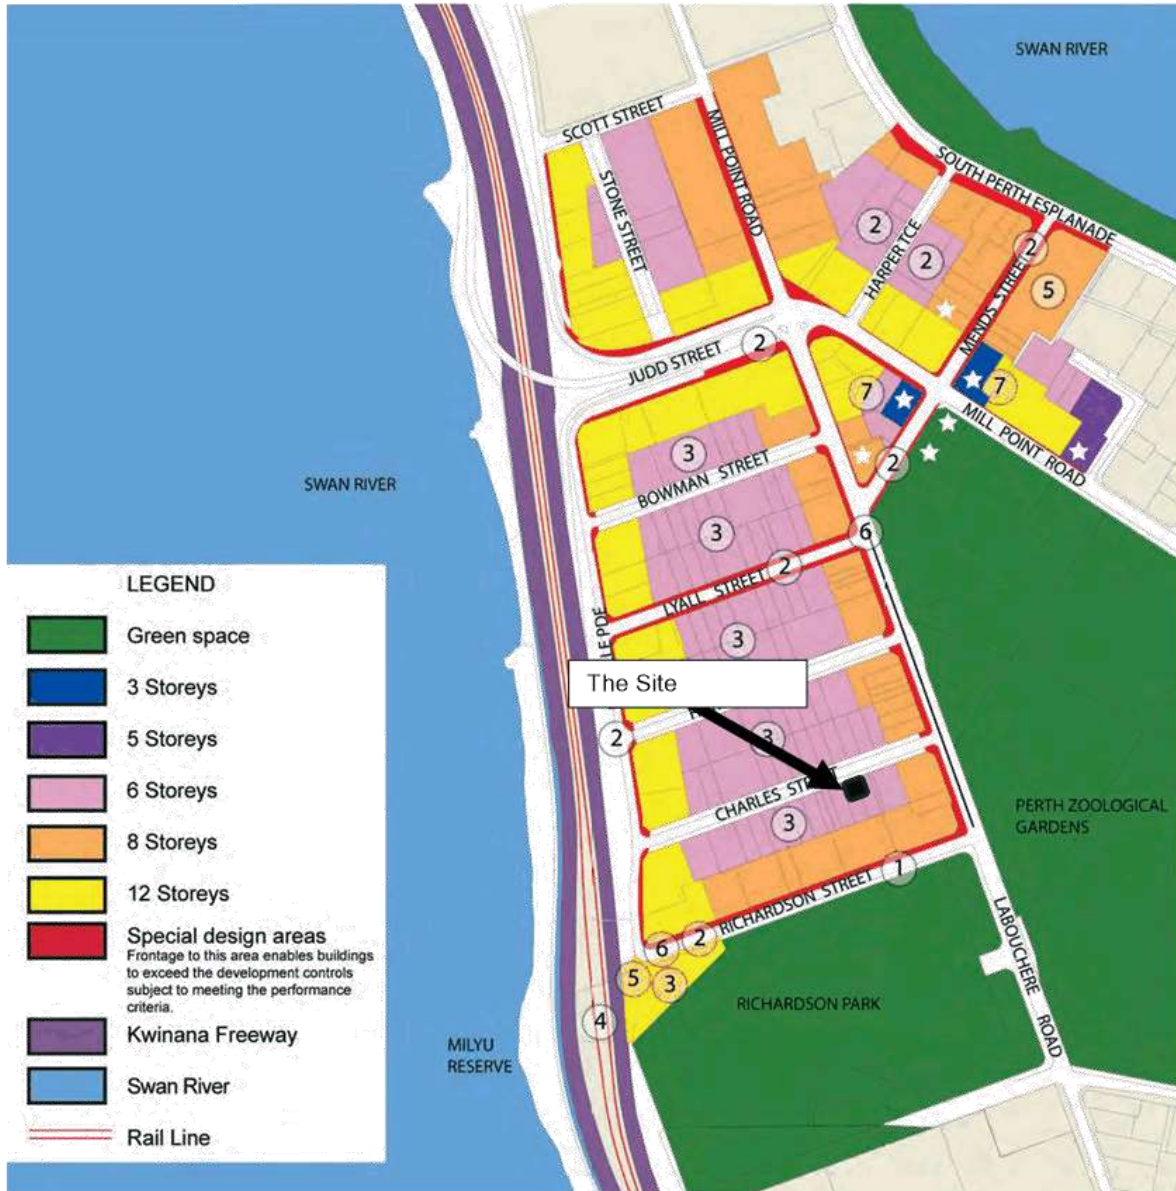 SWAN RIVER
SCOTT STREET
MILL POINT ROAD
SOUTH PERTH ESPLANADE
STONE STREET
2
HARPER TCE
2
2
MENDS STREET
5
JUDD STREET
2
7
7
MILL POINT ROAD
2
3
BOWMAN STREET
SWAN RIVER
3
6
2
LYALL STREET
3
The Site
2
3
CHARLES STREET
3
PERTH ZOOLOGICAL
GARDENS
1
RICHARDSON STREET
2
6
5
3
4
LABOUCHERE ROAD
RICHARDSON PARK
MILYU
RESERVE
LEGEND
Green space
3 Storeys
5 Storeys
6 Storeys
8 Storeys
12 Storeys
Special design areas
Frontage to this area enables buildings
to exceed the development controls
subject to meeting the performance
criteria.
Kwinana Freeway
Swan River
Rail Line